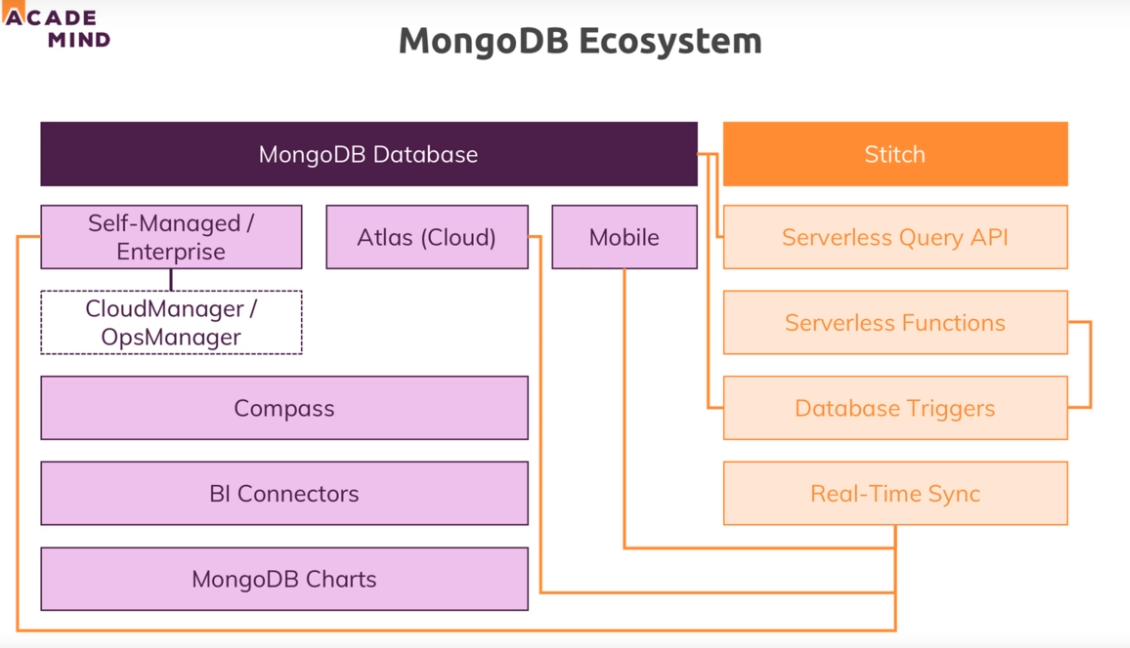 ACADE
MIND
MongoDB Ecosystem
MongoDB Database
Stitch
Self-Managed /
Enterprise
Atlas (Cloud)
Mobile
Serverless Query API
CloudManager /
OpsManager
Serverless Functions
Compass
Database Triggers
BI Connectors
Real-Time Sync
MongoDB Charts